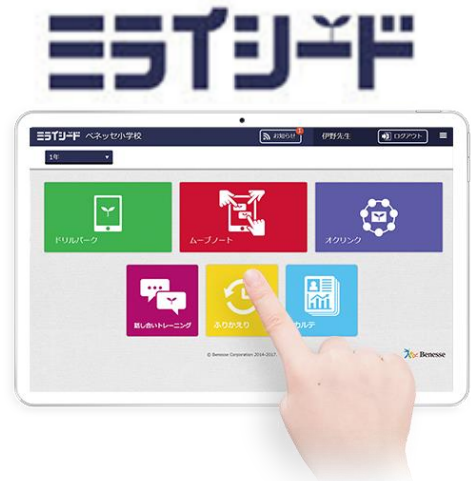 ミライシード
ミライシード ベネッセ小学校 お知らせ 伊野先生 ログアウト
1年
ドリルパーク ムーブノート オクリンク
話し合いトレーニング ふりかえり カルテ
© Benesse Corporation 2014-2017. Benesse